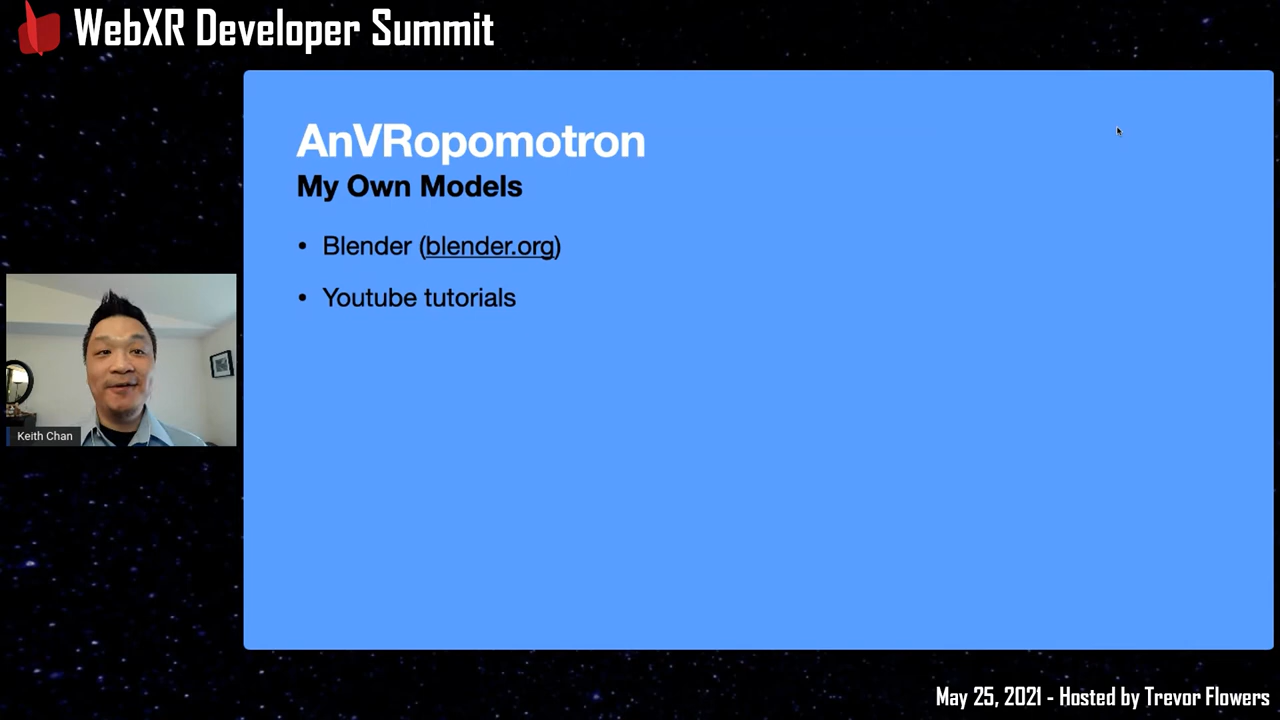 WebXR Developer Summit
AnVRopomotron
My Own Models
• Blender (blender.org)
• Youtube tutorials
Keith Chan
May 25, 2021 - Hosted by Trevor Flowers